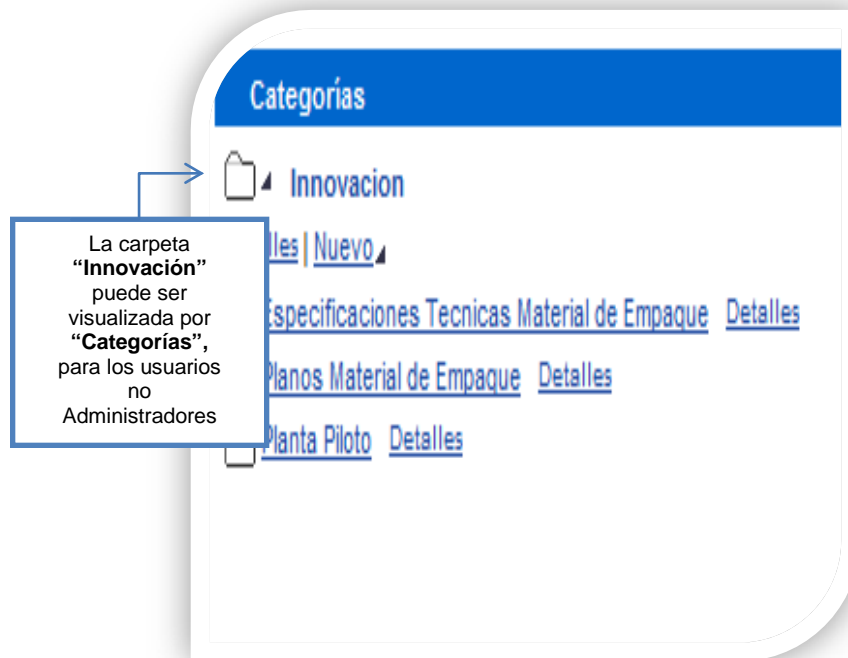 Categorías
Innovacion
lles | Nuevo
Especificaciones Tecnicas Material de Empaque Detalles
Planos Material de Empaque Detalles
Planta Piloto Detalles
La carpeta
“Innovación”
puede ser
visualizada por
“Categorías”,
para los usuarios
no
Administradores